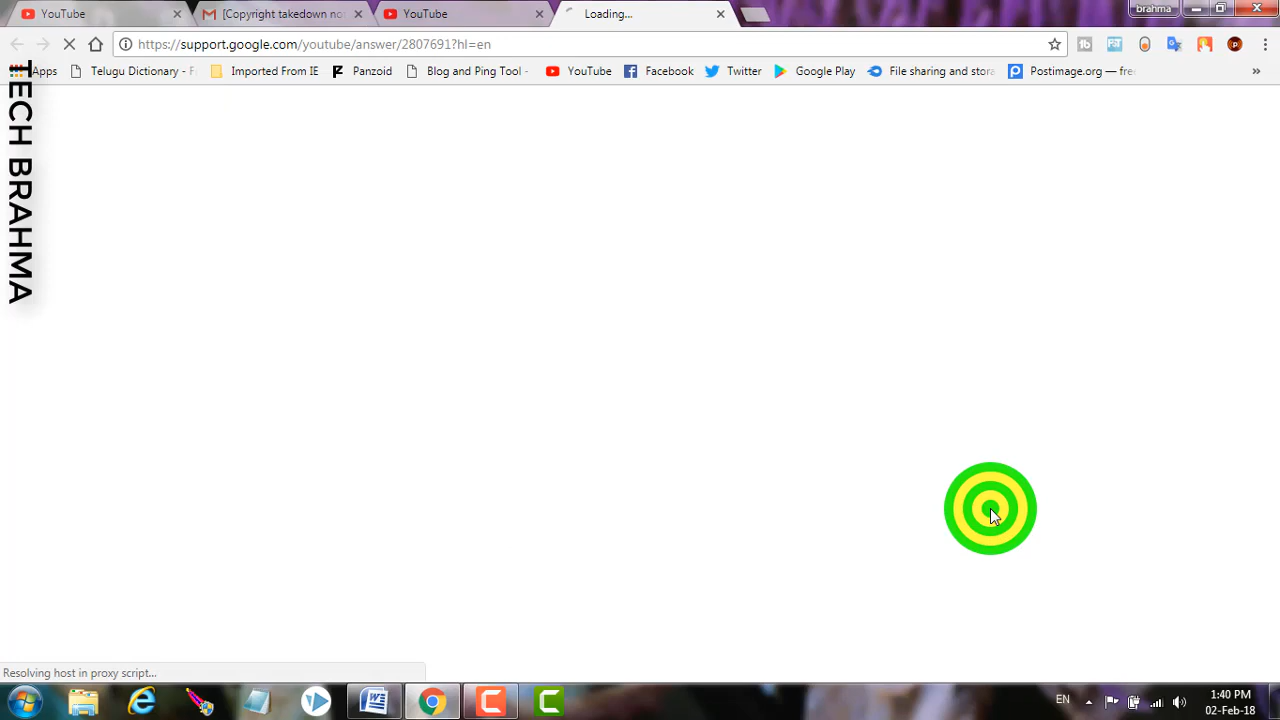 YouTube
[Copyright takedown no
YouTube
Loading...
brahma
https://support.google.com/youtube/answer/2807691?hl=en
Apps
Telugu Dictionary - F
Imported From IE
Panzoid
Blog and Ping Tool -
YouTube
Facebook
Twitter
Google Play
File sharing and stora
Postimage.org — fre
TECH BRAHMA
Resolving host in proxy script...
EN
1:40 PM
02-Feb-18